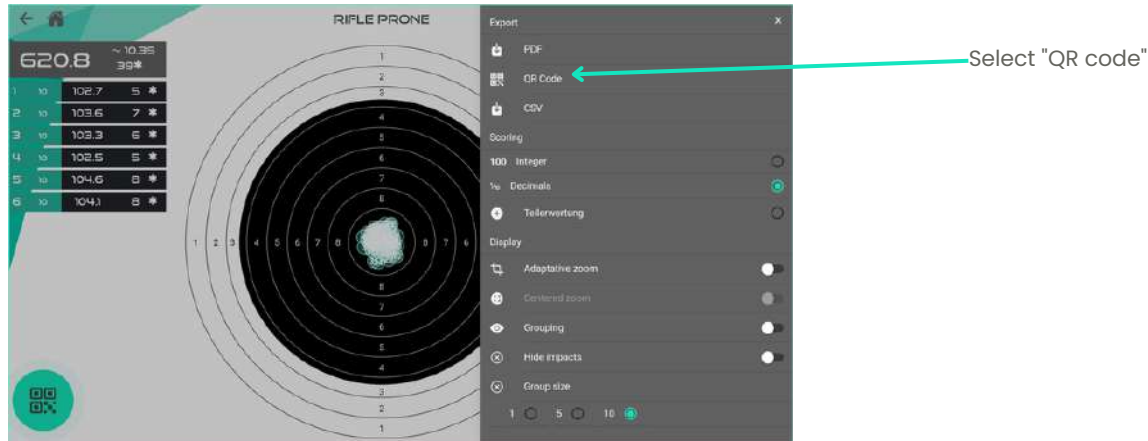 RIFLE PRONE
620.8
~ 10.35
39*
1 10 102.7 5 *
2 10 103.6 7 *
3 10 103.3 6 *
4 10 102.5 5 *
5 10 104.6 8 *
6 10 104.1 8 *
1
2
3
4
5
6
7
8
1 2 3 4 5 6 7 8
8 7 6
8
7
6
5
4
3
2
1
Export x
PDF
QR Code
CSV
Scoring
100 Integer
1/10 Decimals
Teilerwertung
Display
Adaptative zoom
Centered zoom
Grouping
Hide impacts
Group size
1 5 10
Select "QR code"